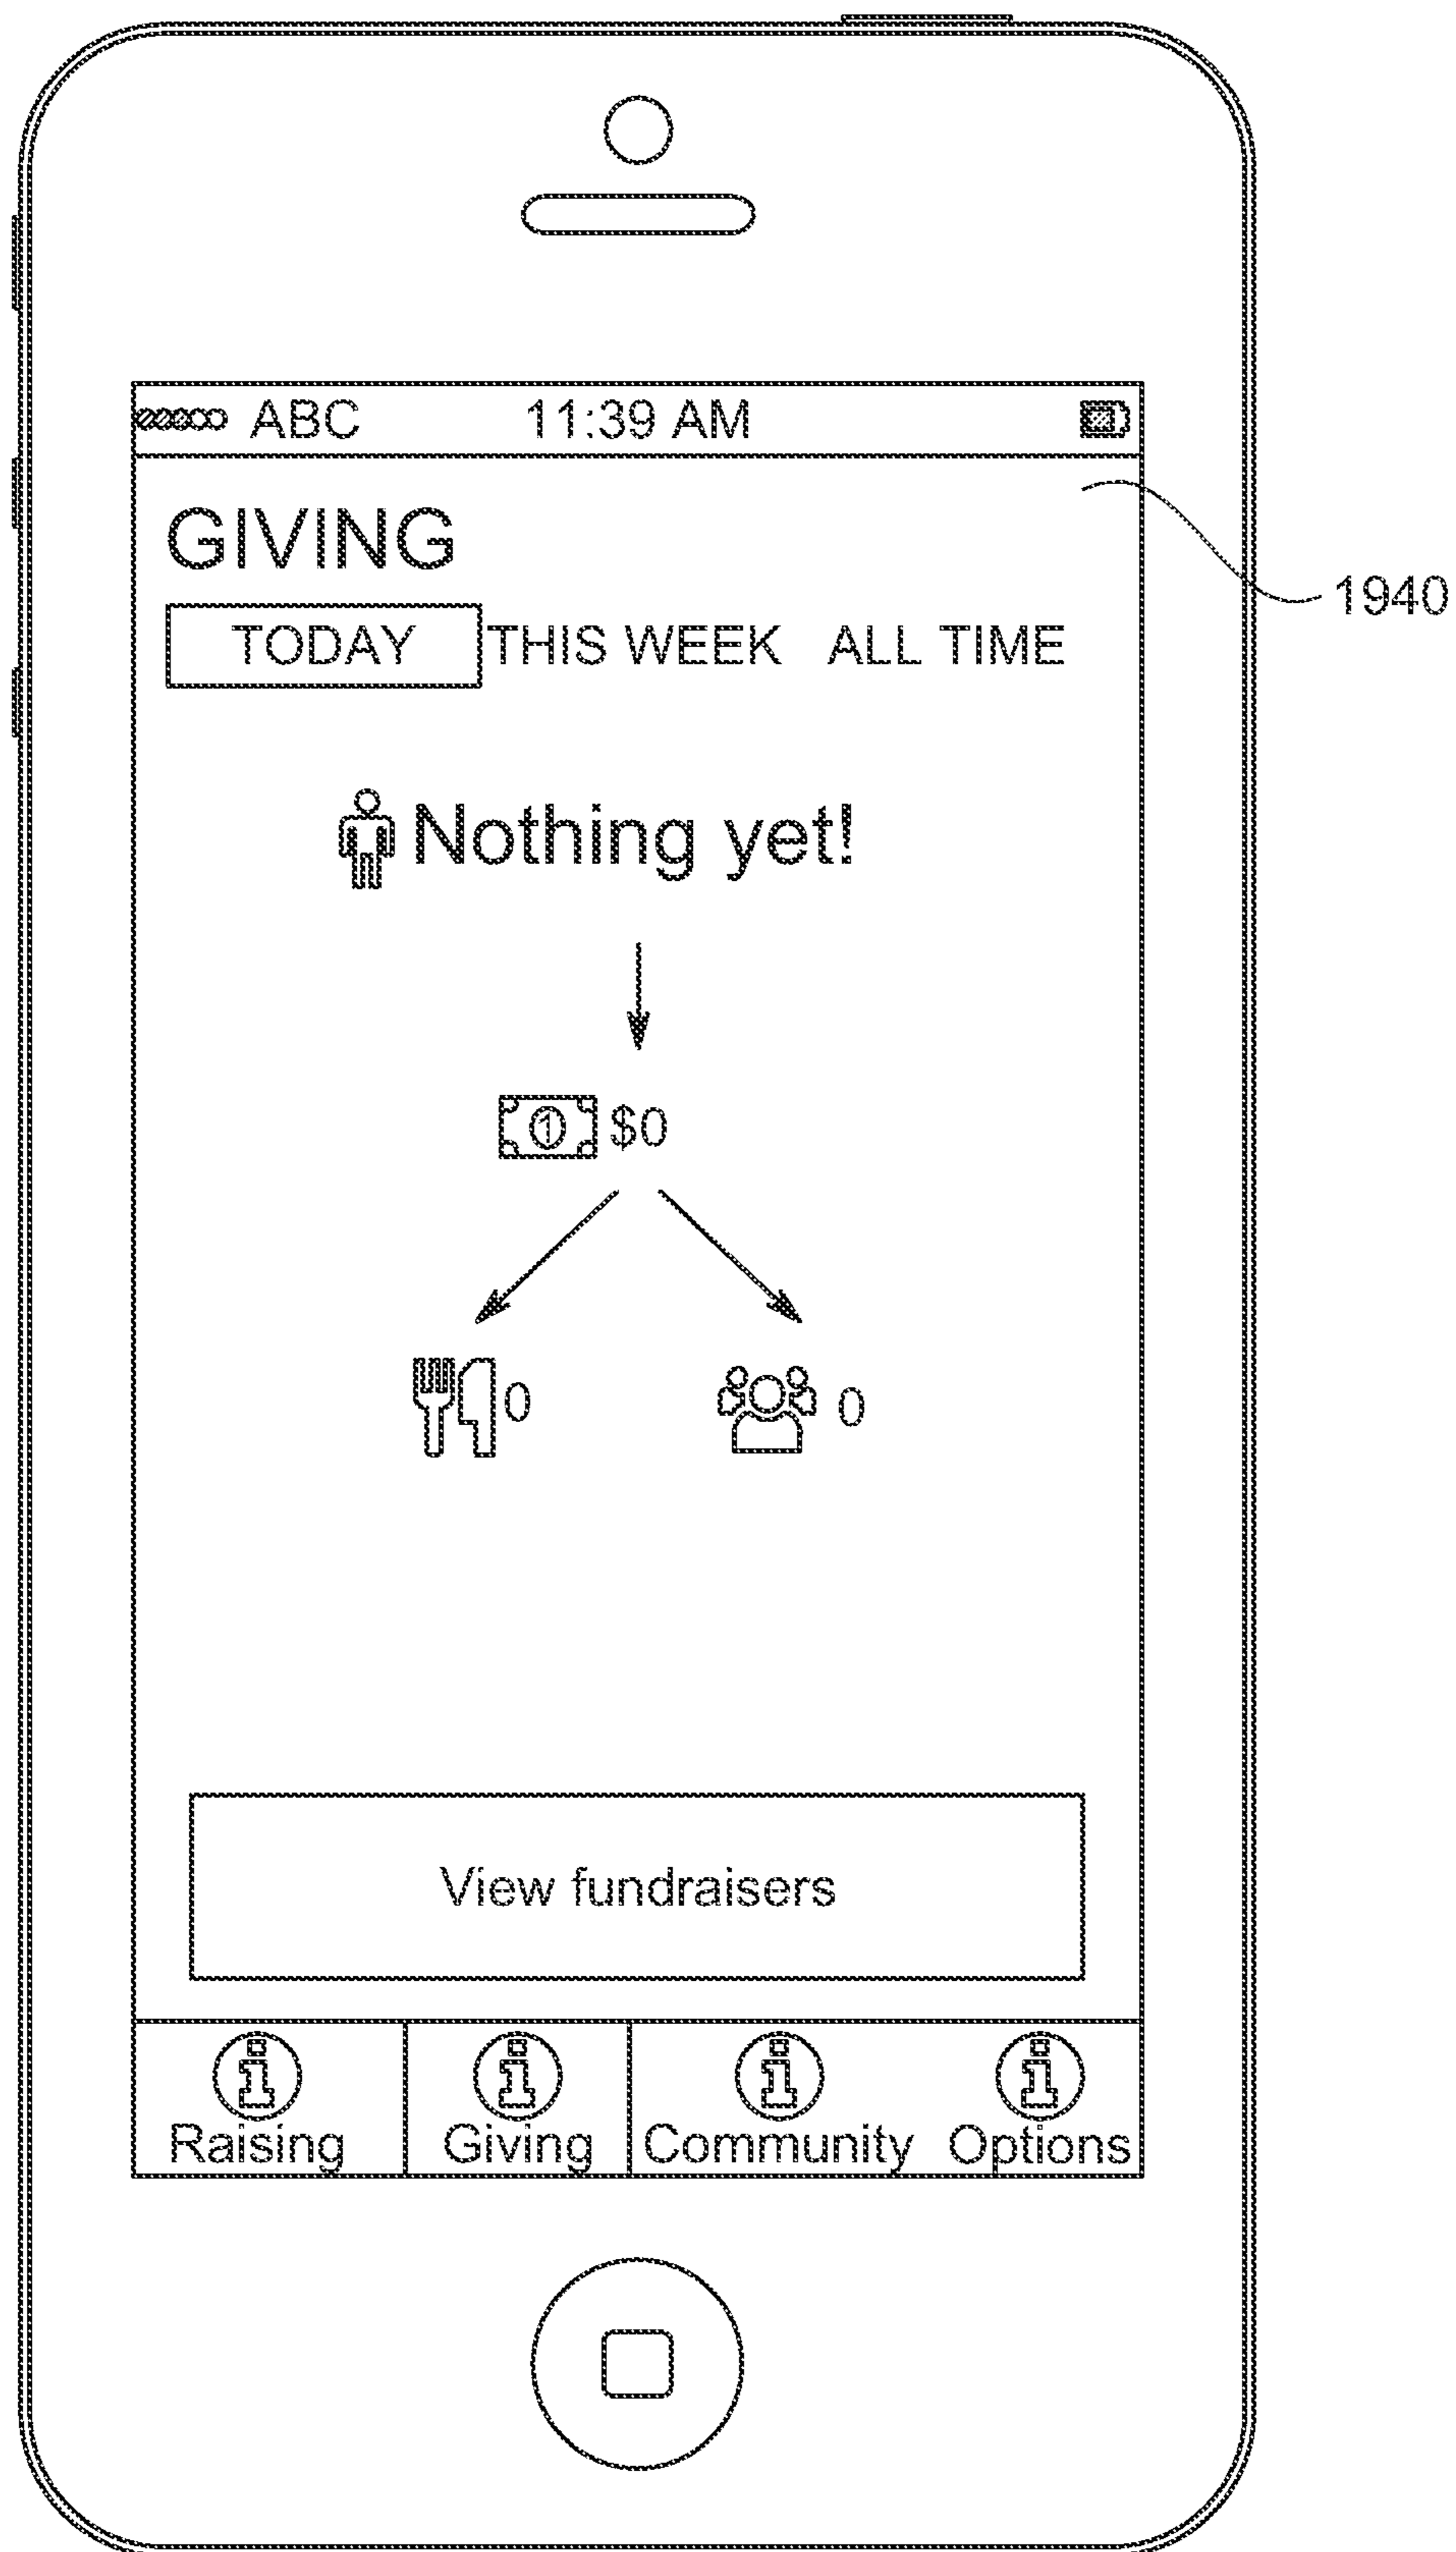 ABC 11:39 AM
GIVING
1940
TODAY THIS WEEK ALL TIME
Nothing yet!
1 $0
0 0
View fundraisers
i i i i
Raising Giving Community Options